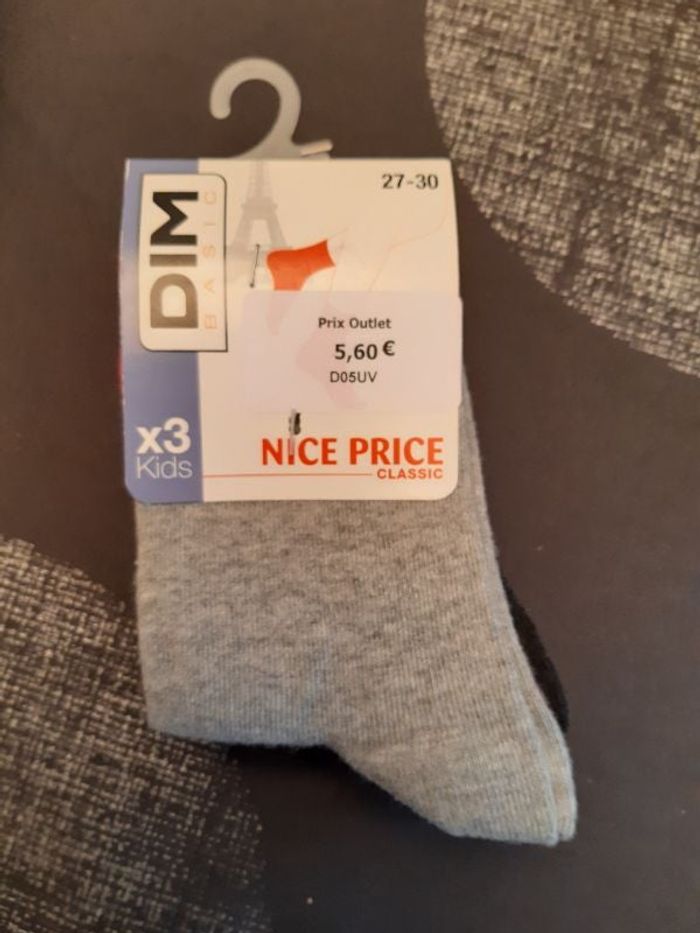 27-30
DIM
BASIC
Prix Outlet
5,60 €
D05UV
x3
Kids
NICE PRICE
CLASSIC